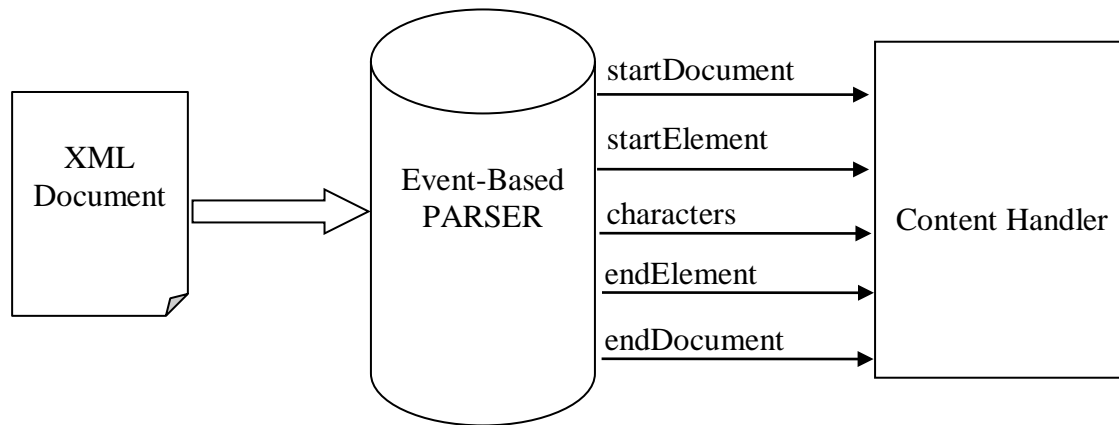 XML
Document
Event-Based
PARSER
startDocument
startElement
characters
endElement
endDocument
Content Handler